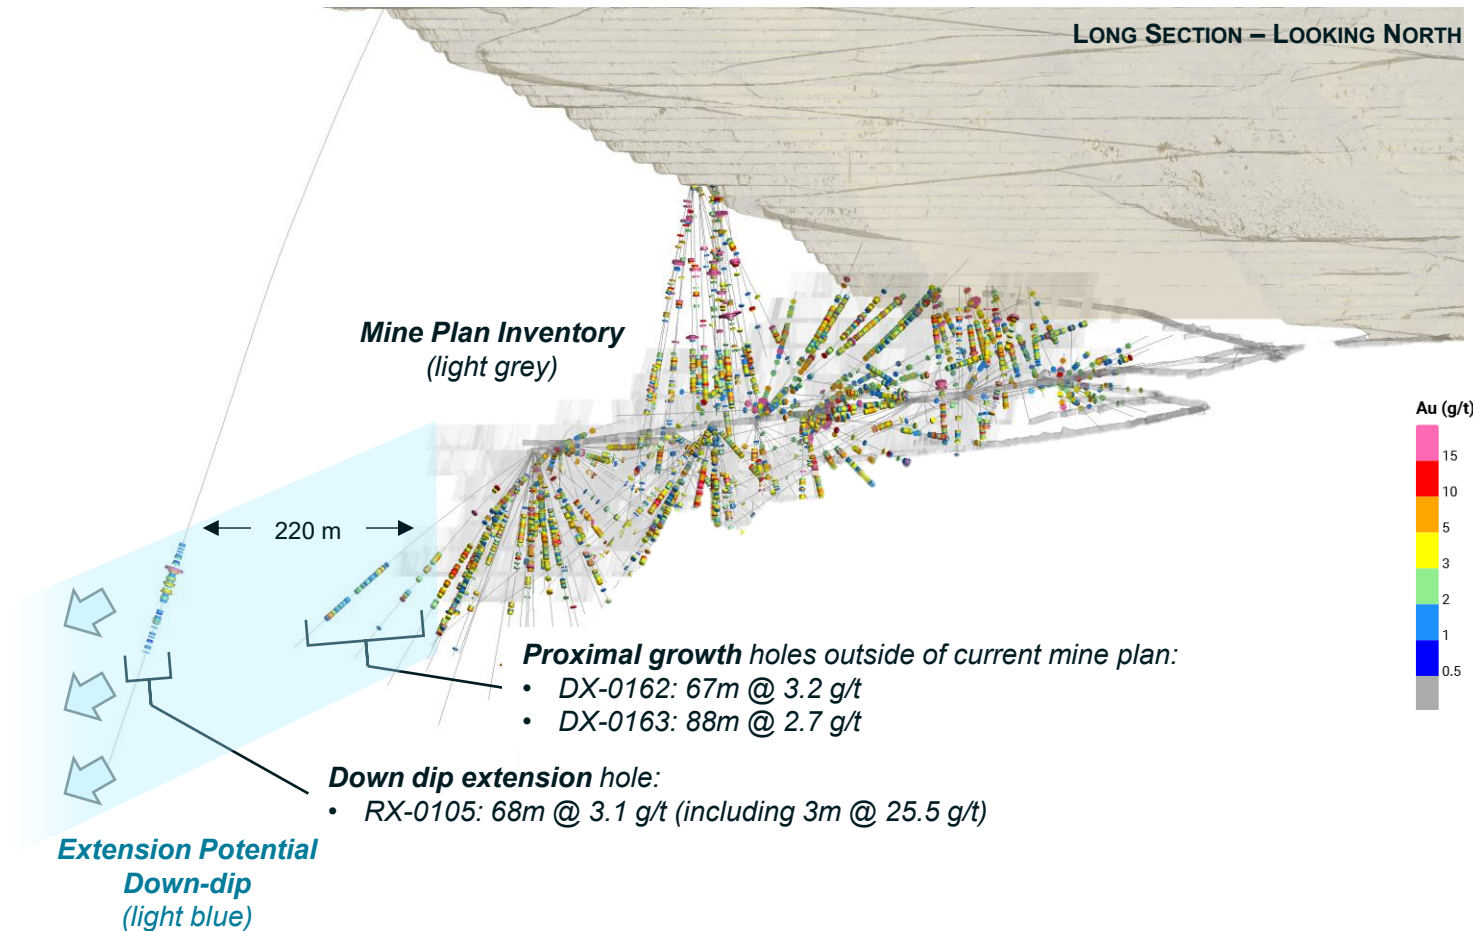 LONG SECTION – LOOKING NORTH
Mine Plan Inventory
(light grey)
Au (g/t)
15
10
5
3
2
1
0.5
220 m
Proximal growth holes outside of current mine plan:
• DX-0162: 67m @ 3.2 g/t
• DX-0163: 88m @ 2.7 g/t
Down dip extension hole:
• RX-0105: 68m @ 3.1 g/t (including 3m @ 25.5 g/t)
Extension Potential
Down-dip
(light blue)